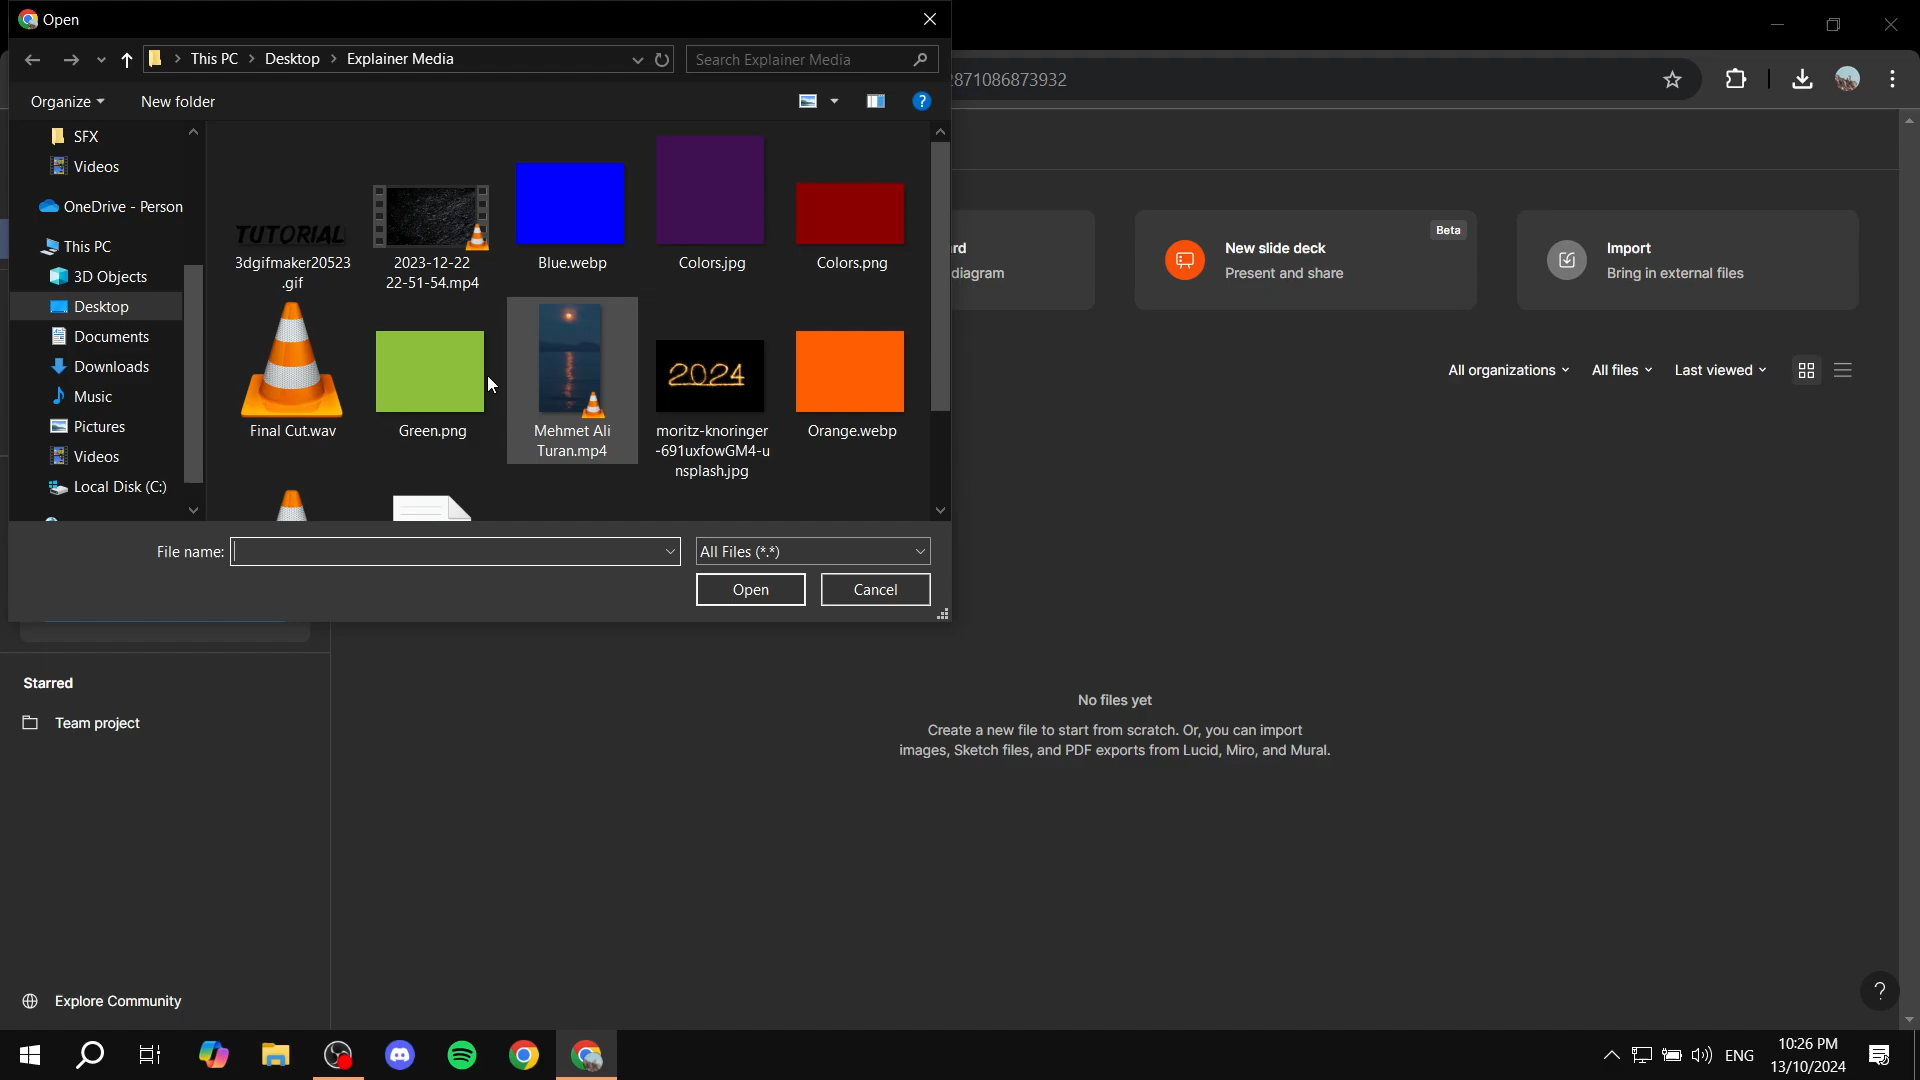 Open
This PC
Desktop
Explainer Media
Search Explainer Media
871086873932
Organize
New folder
SFX
Videos
OneDrive - Person
This PC
3D Objects
Desktop
Documents
Downloads
Music
Pictures
Videos
Local Disk (C:)
TUTORIAL
3dgifmaker20523
.gif
2023-12-22
22-51-54.mp4
Blue.webp
Colors.jpg
Colors.png
Final Cut.wav
Green.png
Mehmet Ali
Turan.mp4
2024
moritz-knoringer
-691uxfowGM4-u
nsplash.jpg
Orange.webp
File name:
All Files (*.*)
Open
Cancel
rd
diagram
New slide deck
Present and share
Beta
Import
Bring in external files
All organizations
All files
Last viewed
Starred
Team project
No files yet
Create a new file to start from scratch. Or, you can import
images, Sketch files, and PDF exports from Lucid, Miro, and Mural.
Explore Community
ENG
10:26 PM
13/10/2024